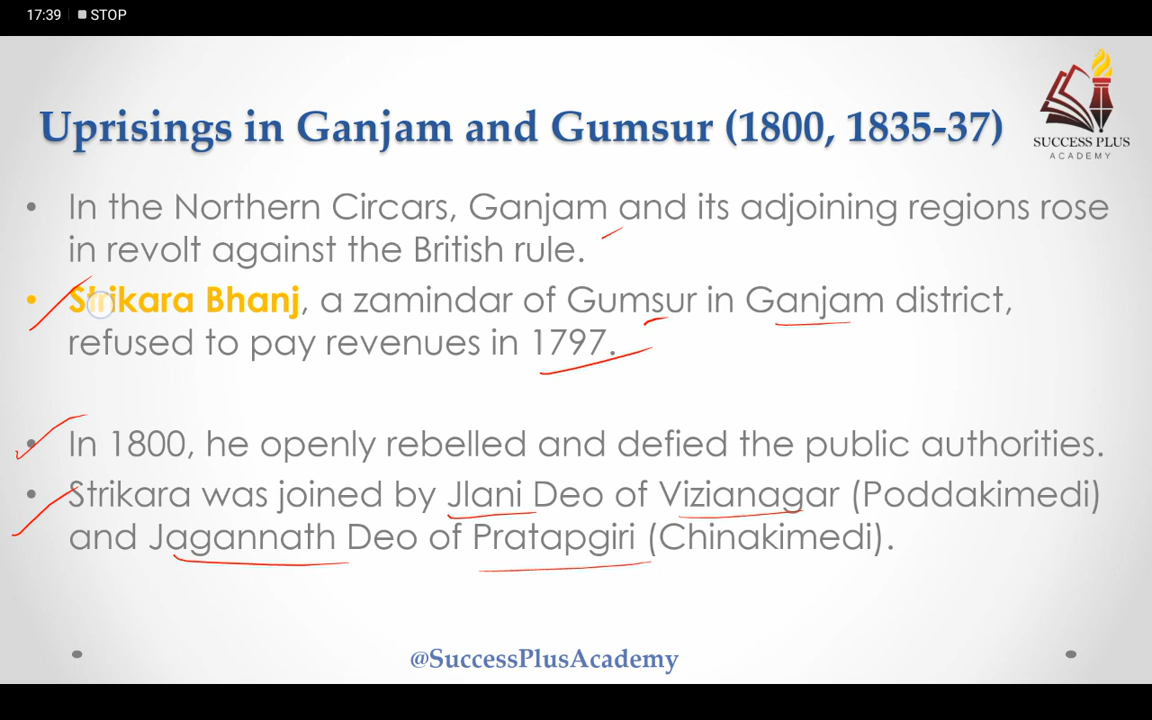 17:39 STOP
Uprisings in Ganjam and Gumsur (1800, 1835-37)
SUCCESS PLUS
ACADEMY
• In the Northern Circars, Ganjam and its adjoining regions rose
in revolt against the British rule.
• Strikara Bhanj, a zamindar of Gumsur in Ganjam district,
refused to pay revenues in 1797.
• In 1800, he openly rebelled and defied the public authorities.
• Strikara was joined by Jlani Deo of Vizianagar (Poddakimedi)
and Jagannath Deo of Pratapgiri (Chinakimedi).
@SuccessPlusAcademy